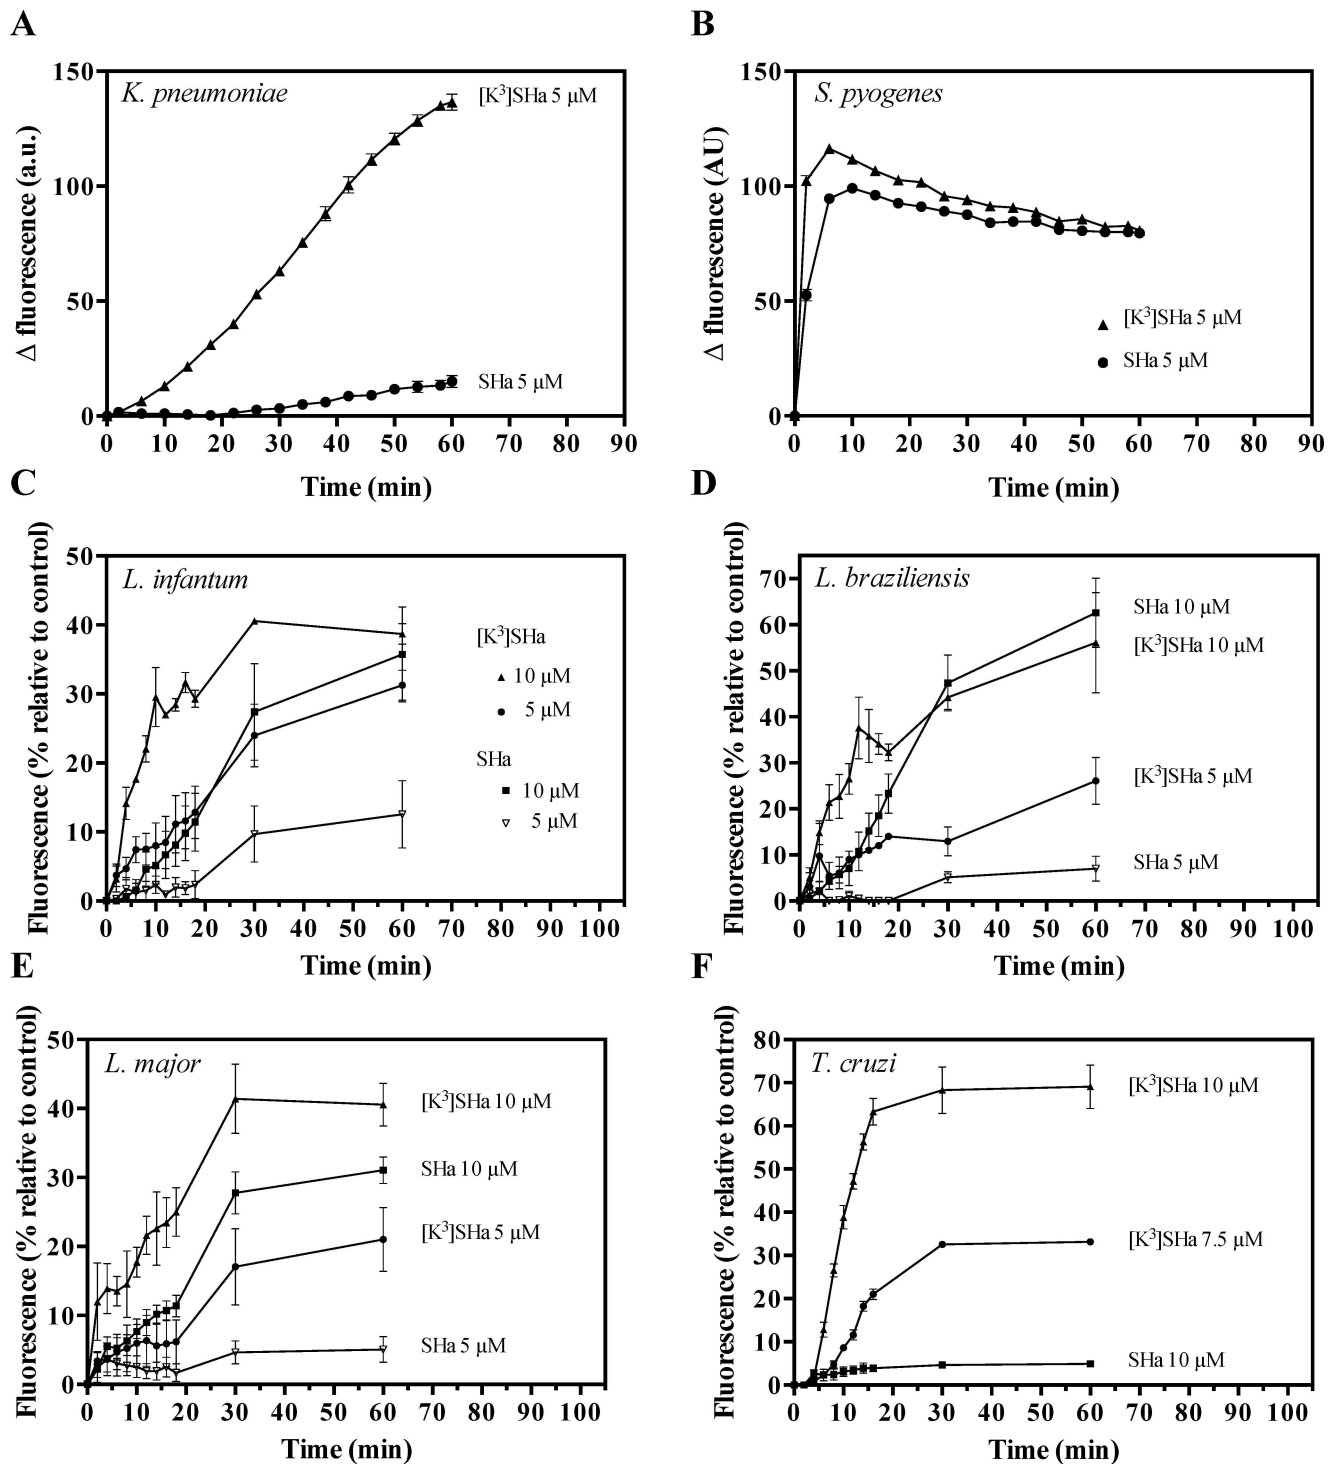 A
B
150
K. pneumoniae
[K³]SHa 5 μM
100
50
SHa 5 μM
0
Δ fluorescence (a.u.)
0 10 20 30 40 50 60 70 80 90
Time (min)
150
S. pyogenes
100
50
[K³]SHa 5 μM
SHa 5 μM
0
Δ fluorescence (AU)
0 10 20 30 40 50 60 70 80 90
Time (min)
C
D
50
L. infantum
40
[K³]SHa
10 μM
30
5 μM
20
SHa
10 μM
10
5 μM
0
Fluorescence (% relative to control)
0 10 20 30 40 50 60 70 80 90 100
Time (min)
70
L. braziliensis
SHa 10 μM
60
[K³]SHa 10 μM
50
40
30
[K³]SHa 5 μM
20
10
SHa 5 μM
0
Fluorescence (% relative to control)
0 10 20 30 40 50 60 70 80 90 100
Time (min)
E
F
50
L. major
40
[K³]SHa 10 μM
30
SHa 10 μM
20
[K³]SHa 5 μM
10
SHa 5 μM
0
Fluorescence (% relative to control)
0 10 20 30 40 50 60 70 80 90 100
Time (min)
80
T. cruzi
70
[K³]SHa 10 μM
60
50
40
30
[K³]SHa 7.5 μM
20
10
SHa 10 μM
0
Fluorescence (% relative to control)
0 10 20 30 40 50 60 70 80 90 100
Time (min)